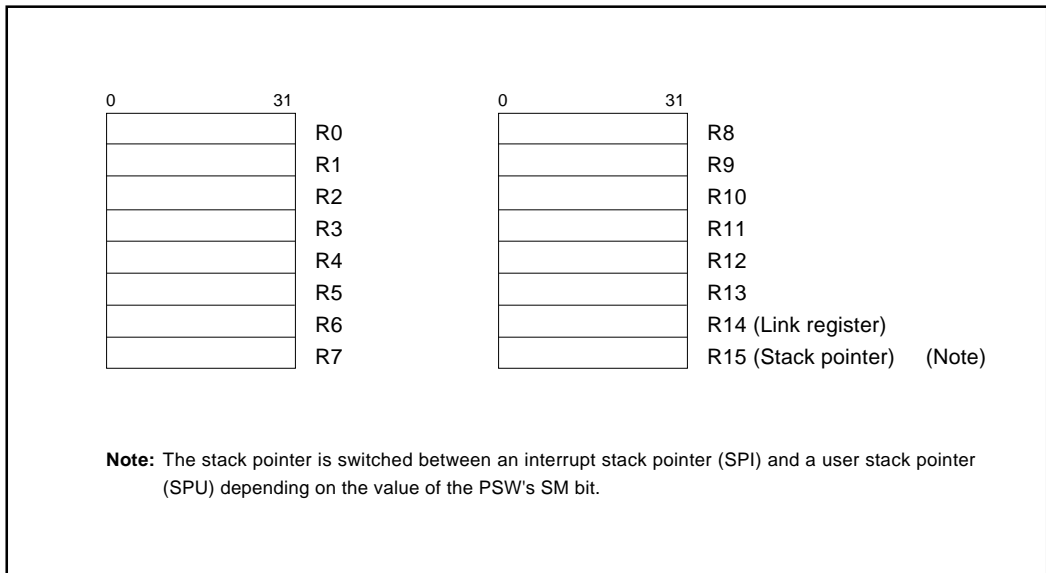 0 31
R0
R1
R2
R3
R4
R5
R6
R7
0 31
R8
R9
R10
R11
R12
R13
R14 (Link register)
R15 (Stack pointer) (Note)
Note: The stack pointer is switched between an interrupt stack pointer (SPI) and a user stack pointer
(SPU) depending on the value of the PSW's SM bit.